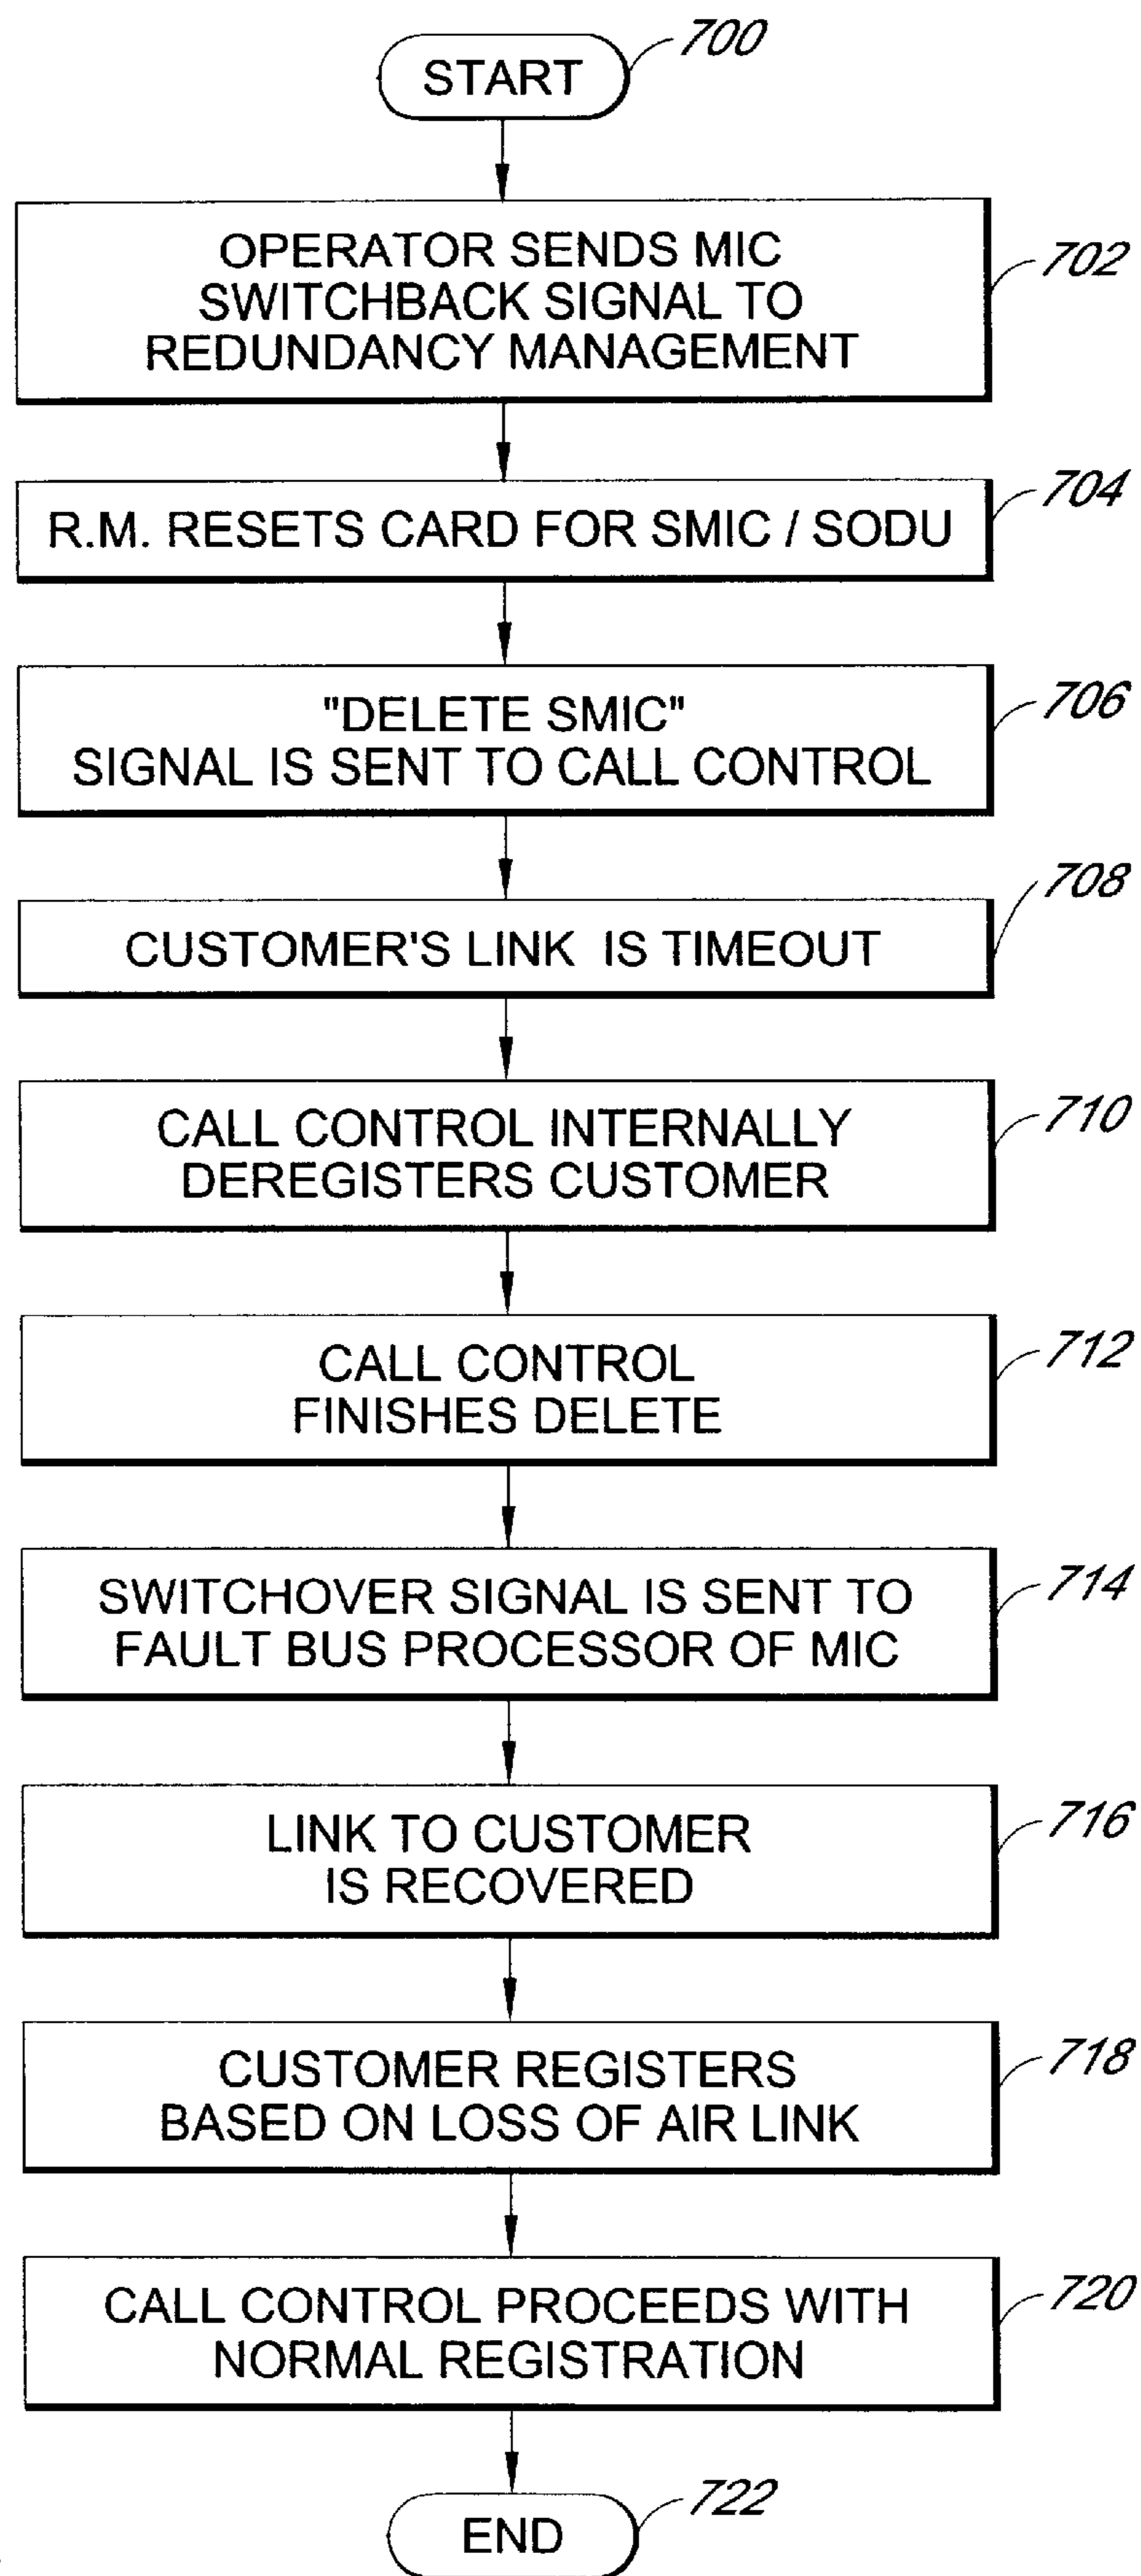 START
700
OPERATOR SENDS MIC
SWITCHBACK SIGNAL TO
REDUNDANCY MANAGEMENT
702
R.M. RESETS CARD FOR SMIC / SODU
704
"DELETE SMIC"
SIGNAL IS SENT TO CALL CONTROL
706
CUSTOMER'S LINK IS TIMEOUT
708
CALL CONTROL INTERNALLY
DEREGISTERS CUSTOMER
710
CALL CONTROL
FINISHES DELETE
712
SWITCHOVER SIGNAL IS SENT TO
FAULT BUS PROCESSOR OF MIC
714
LINK TO CUSTOMER
IS RECOVERED
716
CUSTOMER REGISTERS
BASED ON LOSS OF AIR LINK
718
CALL CONTROL PROCEEDS WITH
NORMAL REGISTRATION
720
END
722